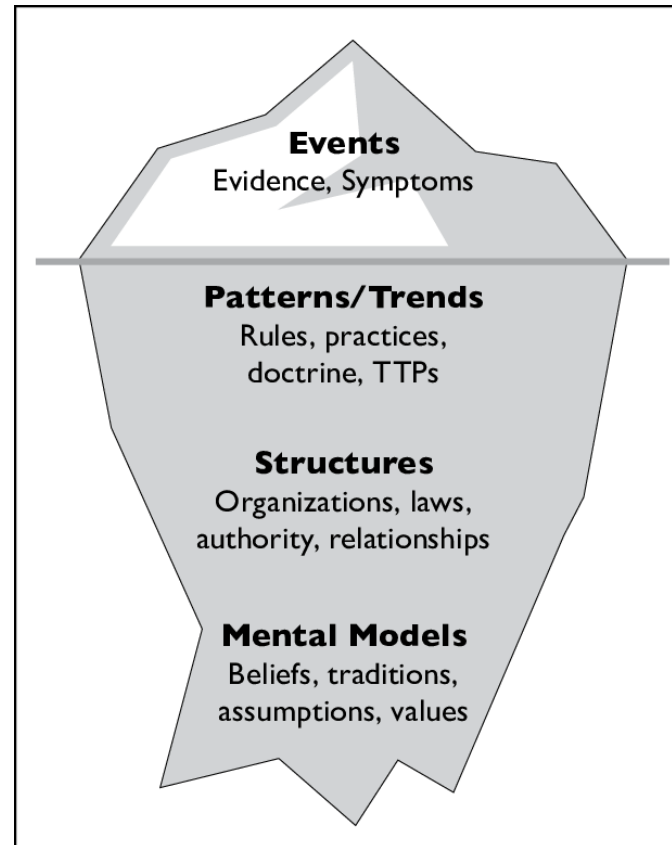 Events
Evidence, Symptoms
Patterns/Trends
Rules, practices,
doctrine, TTPs
Structures
Organizations, laws,
authority, relationships
Mental Models
Beliefs, traditions,
assumptions, values